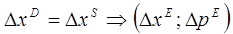 Δx^D = Δx^S ⇒ (Δx^E; Δp^E)